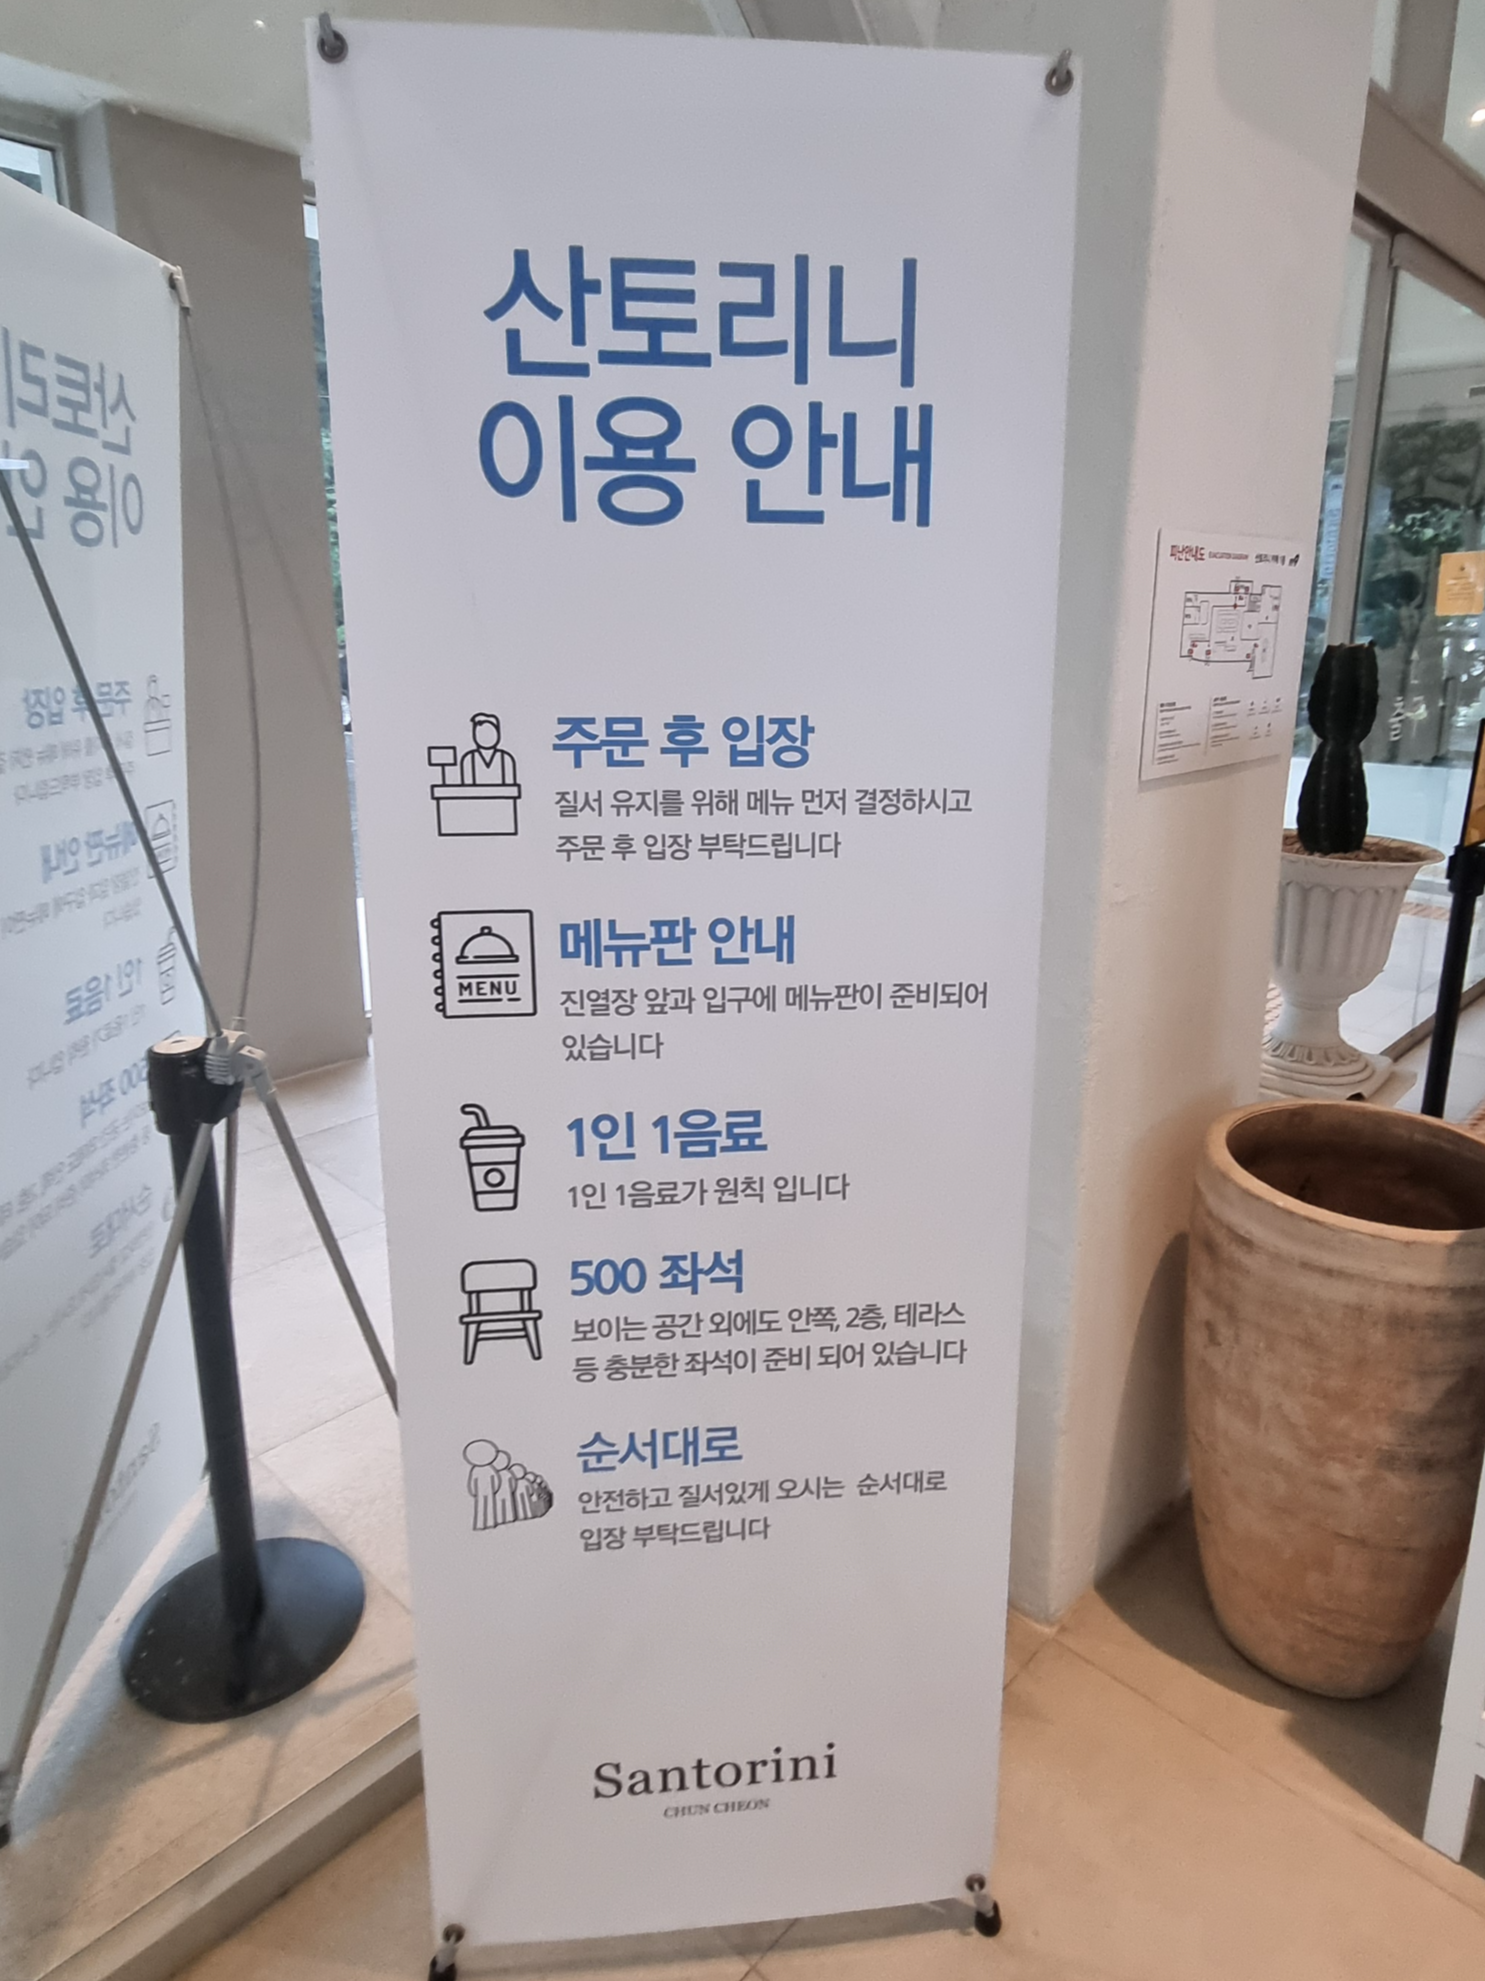 산토리니
이용 안내
주문 후 입장
질서 유지를 위해 메뉴 먼저 결정하시고
주문 후 입장 부탁드립니다
MENU
메뉴판 안내
진열장 앞과 입구에 메뉴판이 준비되어
있습니다
1인 1음료
1인 1음료가 원칙 입니다
500 좌석
보이는 공간 외에도 안쪽, 2층, 테라스
등 충분한 좌석이 준비 되어 있습니다
순서대로
안전하고 질서있게 오시는 순서대로
입장 부탁드립니다
Santorini
CHUN CHEON
피난안내도 EVACUATION DIAGRAM